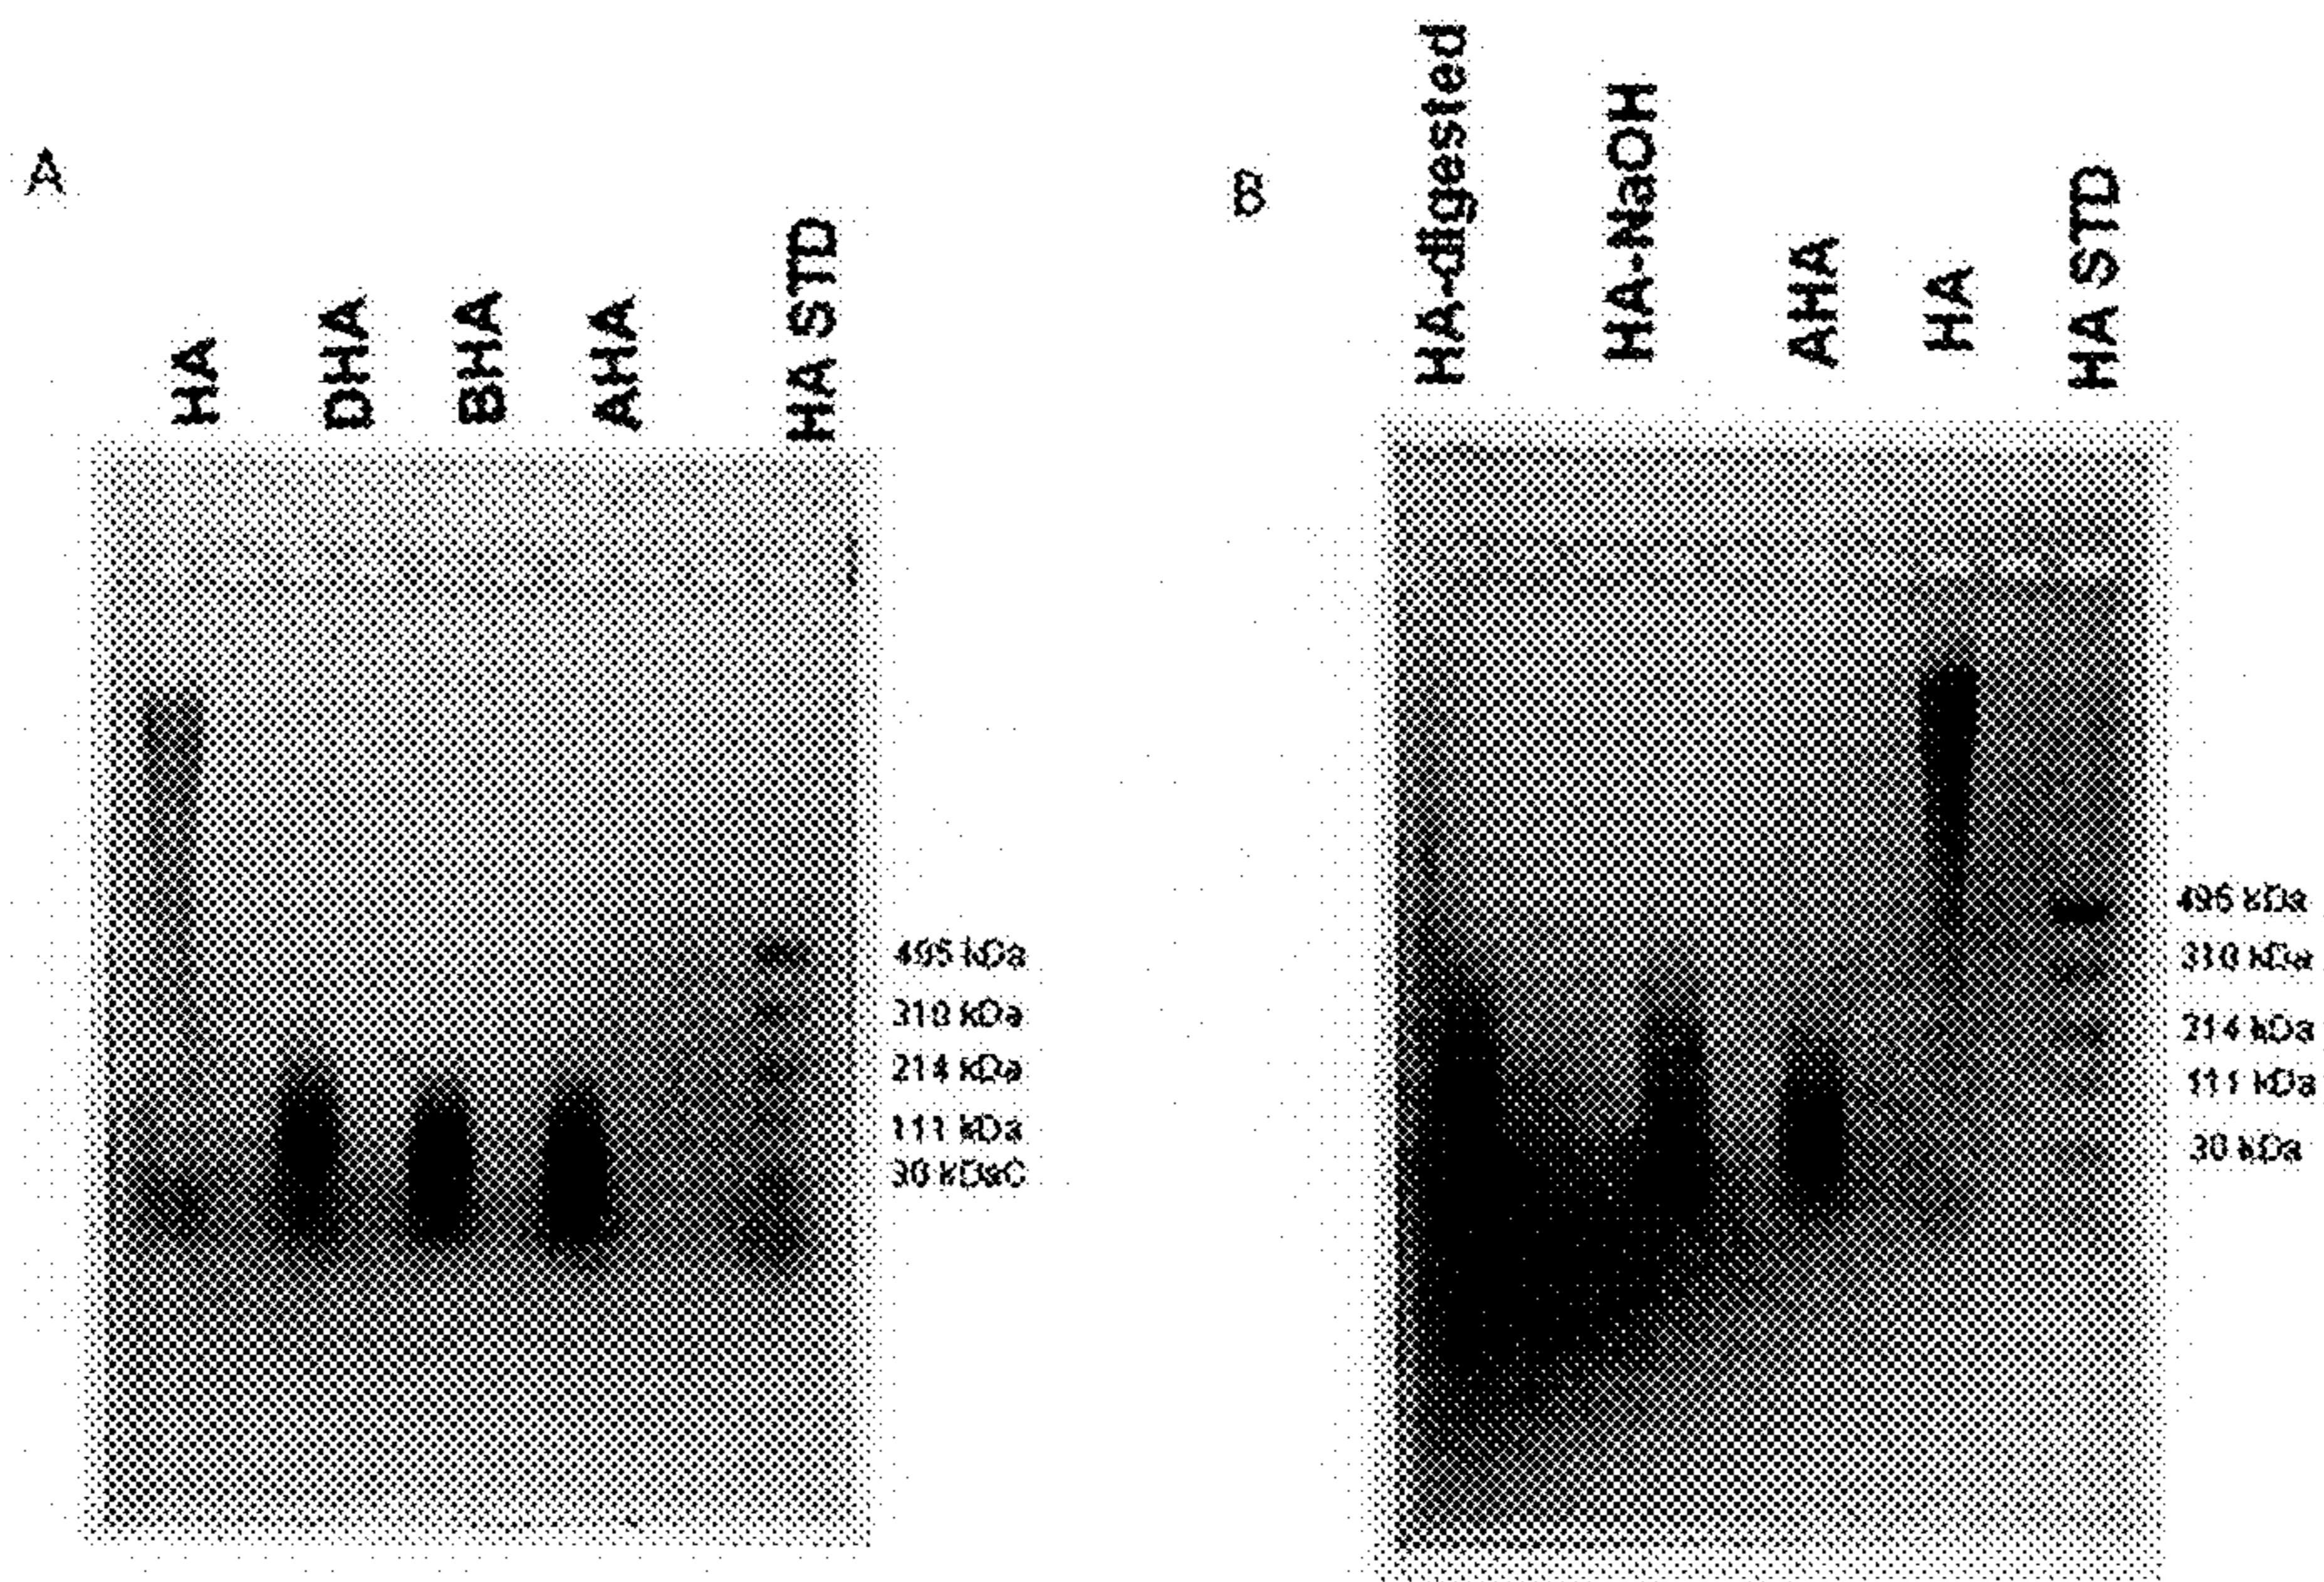 A
HA
DHA
BHA
AHA
HA STD
495 kDa
310 kDa
214 kDa
111 kDa
30 kDaC
B
HA-digested
HA-NaOH
AHA
HA
HA STD
495 kDa
310 kDa
214 kDa
111 kDa
30 kDa